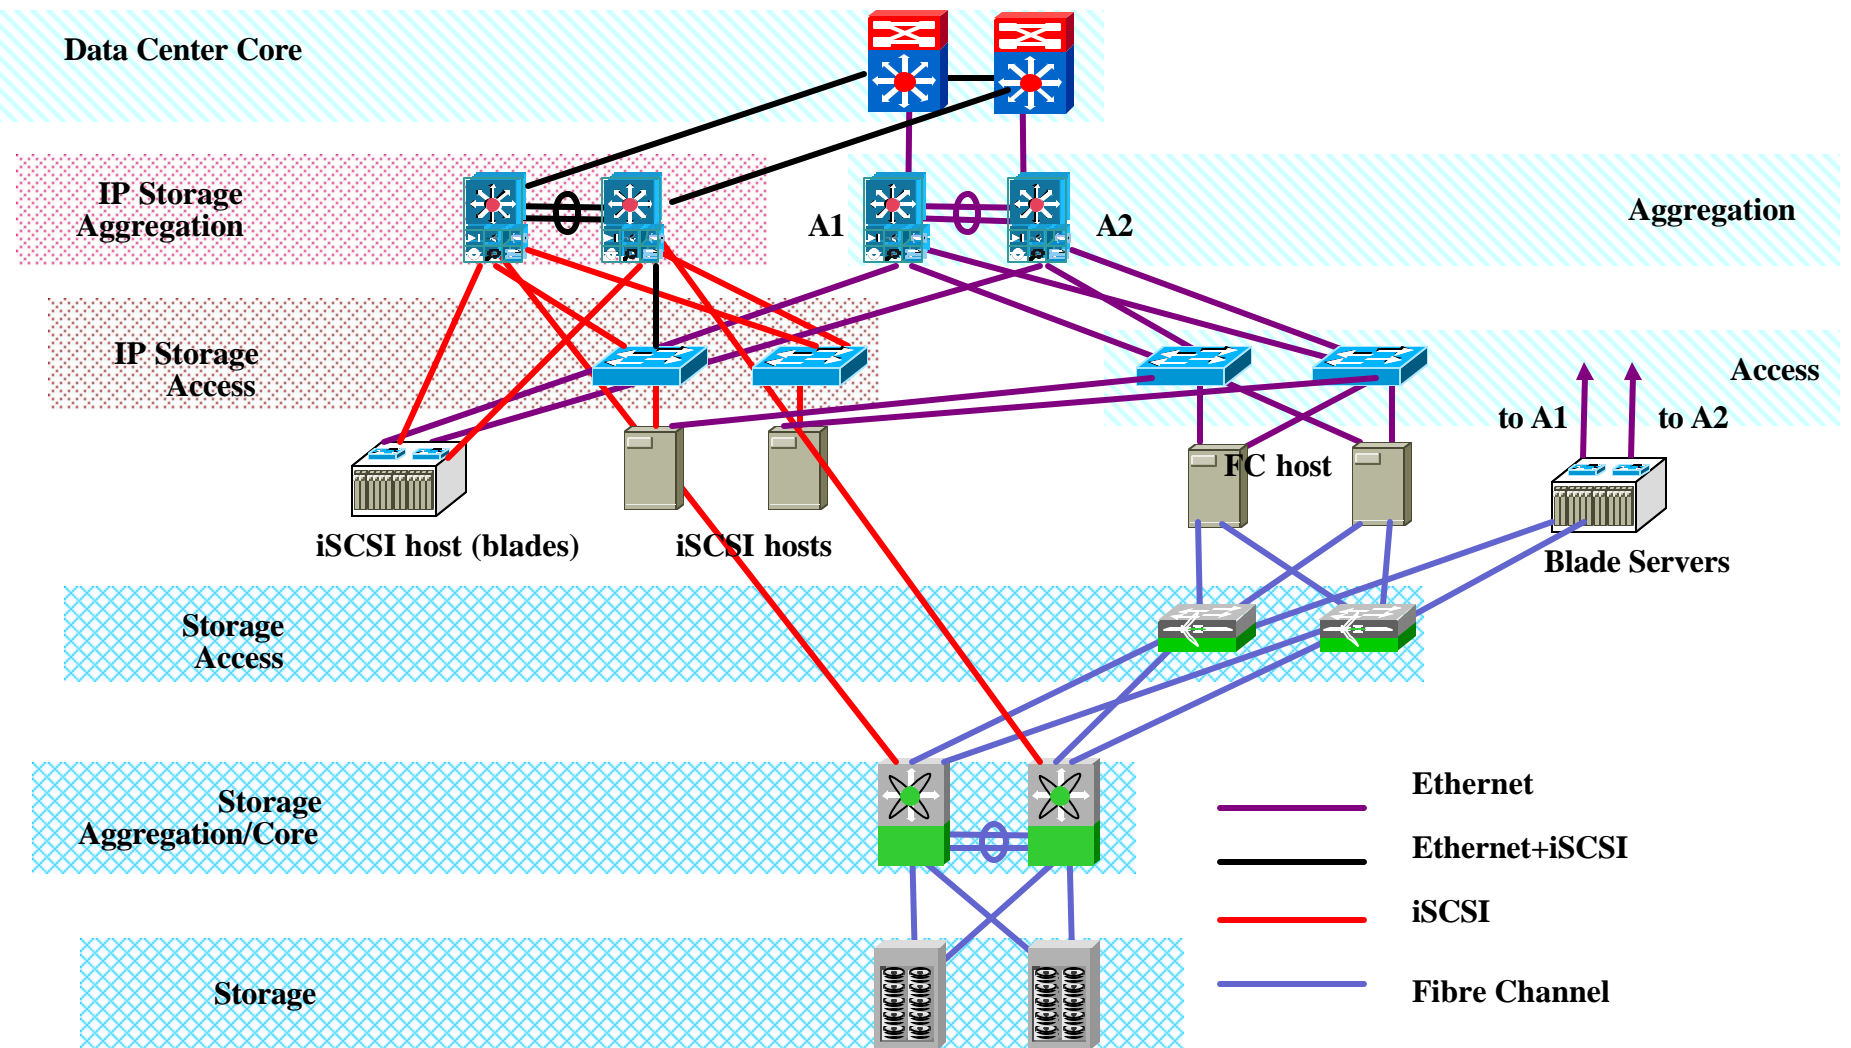 Data Center Core
IP Storage
Aggregation
A1
A2
Aggregation
IP Storage
Access
Access
to A1
to A2
FC host
iSCSI host (blades)
iSCSI hosts
Blade Servers
Storage
Access
Storage
Aggregation/Core
Ethernet
Ethernet+iSCSI
iSCSI
Fibre Channel
Storage